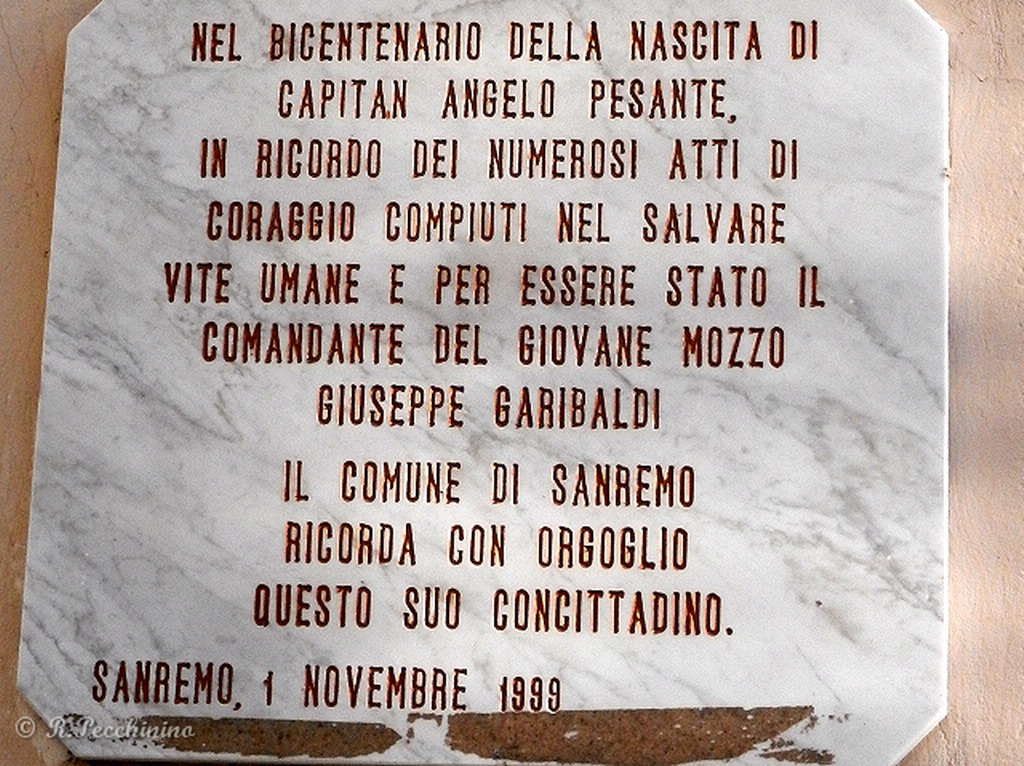 NEL BICENTENARIO DELLA NASCITA DI
CAPITAN ANGELO PESANTE,
IN RICORDO DEI NUMEROSI ATTI DI
CORAGGIO COMPIUTI NEL SALVARE
VITE UMANE E PER ESSERE STATO IL
COMANDANTE DEL GIOVANE MOZZO
GIUSEPPE GARIBALDI
IL COMUNE DI SANREMO
RICORDA CON ORGOGLIO
QUESTO SUO CONCITTADINO.
SANREMO, 1 NOVEMBRE 1999
© R. Pecchinino